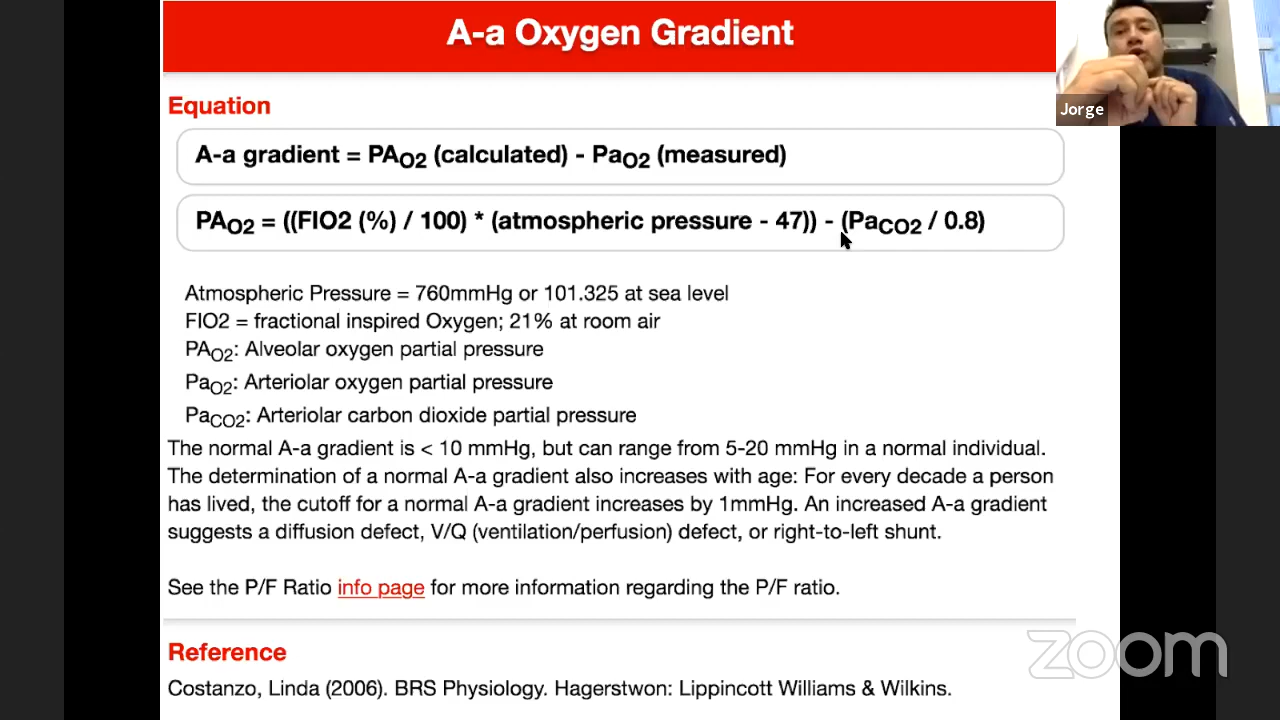 A-a Oxygen Gradient
Jorge
Equation
A-a gradient = PAO2 (calculated) - PaO2 (measured)
PAO2 = ((FIO2 (%) / 100) * (atmospheric pressure - 47)) - (PaCO2 / 0.8)
Atmospheric Pressure = 760mmHg or 101.325 at sea level
FIO2 = fractional inspired Oxygen; 21% at room air
PAO2: Alveolar oxygen partial pressure
PaO2: Arteriolar oxygen partial pressure
PaCO2: Arteriolar carbon dioxide partial pressure
The normal A-a gradient is < 10 mmHg, but can range from 5-20 mmHg in a normal individual.
The determination of a normal A-a gradient also increases with age: For every decade a person
has lived, the cutoff for a normal A-a gradient increases by 1mmHg. An increased A-a gradient
suggests a diffusion defect, V/Q (ventilation/perfusion) defect, or right-to-left shunt.
See the P/F Ratio info page for more information regarding the P/F ratio.
Reference
zoom
Costanzo, Linda (2006). BRS Physiology. Hagerstwon: Lippincott Williams & Wilkins.